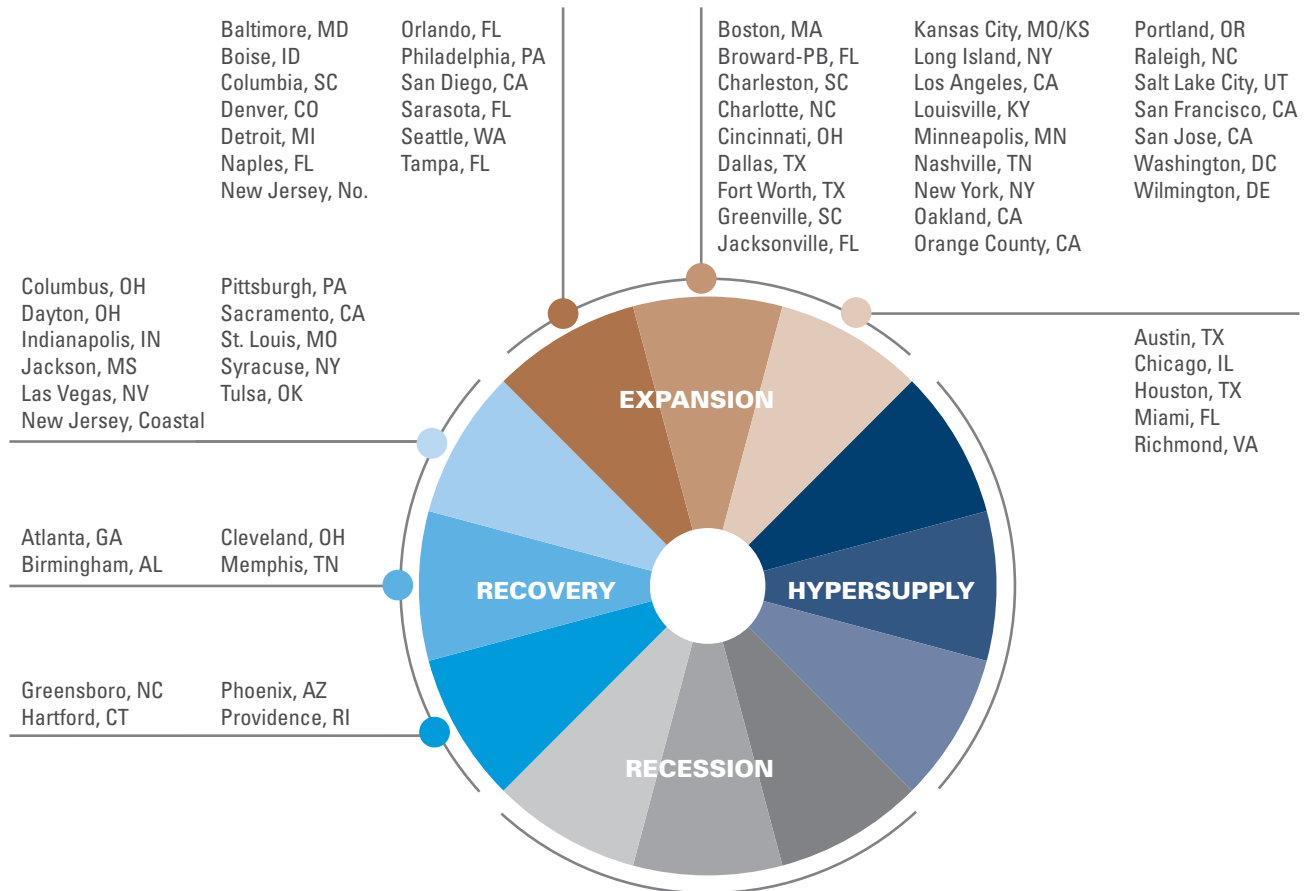 Baltimore, MD
Boise, ID
Columbia, SC
Denver, CO
Detroit, MI
Naples, FL
New Jersey, No.
Orlando, FL
Philadelphia, PA
San Diego, CA
Sarasota, FL
Seattle, WA
Tampa, FL
Boston, MA
Broward-PB, FL
Charleston, SC
Charlotte, NC
Cincinnati, OH
Dallas, TX
Fort Worth, TX
Greenville, SC
Jacksonville, FL
Kansas City, MO/KS
Long Island, NY
Los Angeles, CA
Louisville, KY
Minneapolis, MN
Nashville, TN
New York, NY
Oakland, CA
Orange County, CA
Portland, OR
Raleigh, NC
Salt Lake City, UT
San Francisco, CA
San Jose, CA
Washington, DC
Wilmington, DE
Columbus, OH
Dayton, OH
Indianapolis, IN
Jackson, MS
Las Vegas, NV
New Jersey, Coastal
Pittsburgh, PA
Sacramento, CA
St. Louis, MO
Syracuse, NY
Tulsa, OK
Austin, TX
Chicago, IL
Houston, TX
Miami, FL
Richmond, VA
EXPANSION
Atlanta, GA
Birmingham, AL
Cleveland, OH
Memphis, TN
RECOVERY
HYPERSUPPLY
Greensboro, NC
Hartford, CT
Phoenix, AZ
Providence, RI
RECESSION